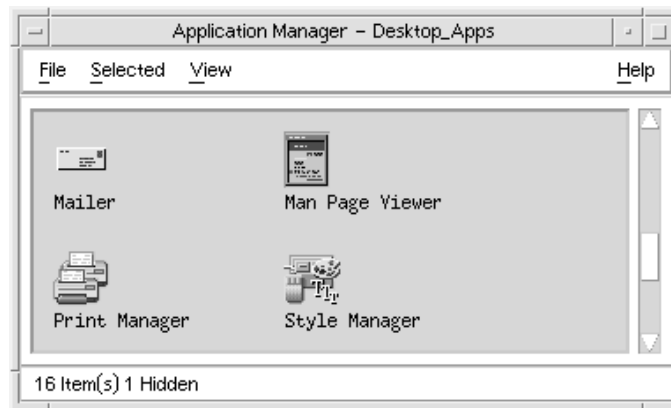 Application Manager – Desktop_Apps
File Selected View Help
Mailer Man Page Viewer
Print Manager Style Manager
16 Item(s) 1 Hidden